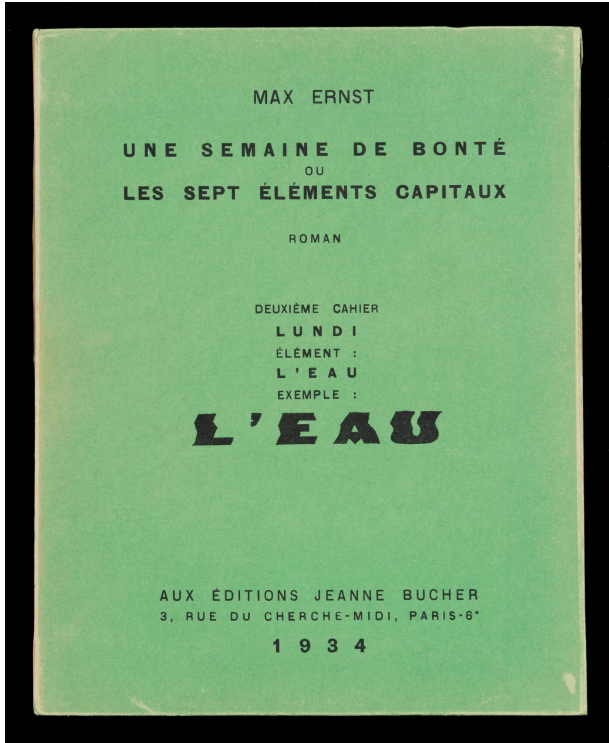 MAX ERNST
UNE SEMAINE DE BONTÉ
OU
LES SEPT ÉLÉMENTS CAPITAUX
ROMAN
DEUXIÈME CAHIER
LUNDI
ÉLÉMENT :
L'EAU
EXEMPLE :
L'EAU
AUX ÉDITIONS JEANNE BUCHER
3, RUE DU CHERCHE-MIDI, PARIS-6e
1934